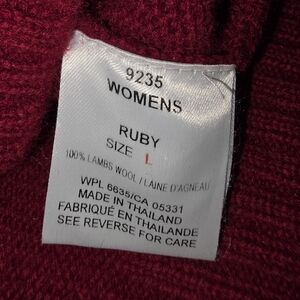 9235
WOMENS
RUBY
SIZE L
100% LAMBS WOOL / LAINE D'AGNEAU
WPL 6635/CA 05331
MADE IN THAILAND
FABRIQUÉ EN THAILANDE
SEE REVERSE FOR CARE